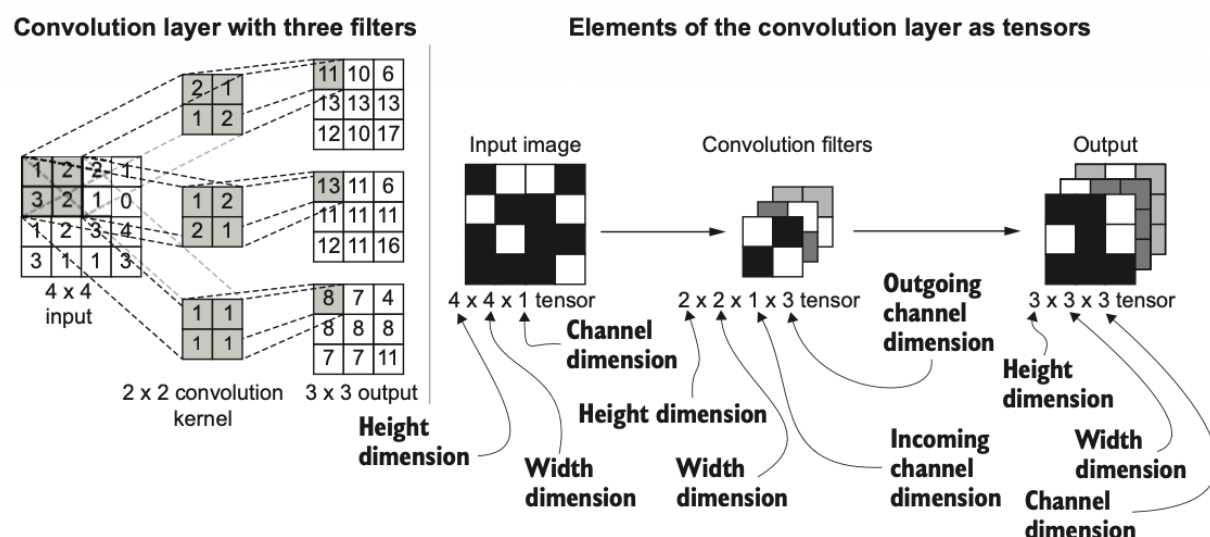 Convolution layer with three filters
2 1
1 2
11 10 6
13 13 13
12 10 17
1 2 2 1
3 2 1 0
1 2 3 4
3 1 1 3
4 x 4
input
1 2
2 1
13 11 6
11 11 11
12 11 16
1 1
1 1
8 7 4
8 8 8
7 7 11
2 x 2 convolution
kernel
3 x 3 output
Elements of the convolution layer as tensors
Input image
Convolution filters
Output
4 x 4 x 1 tensor
2 x 2 x 1 x 3 tensor
3 x 3 x 3 tensor
Height
dimension
Width
dimension
Channel
dimension
Height dimension
Width
dimension
Incoming
channel
dimension
Outgoing
channel
dimension
Height
dimension
Width
dimension
Channel
dimension